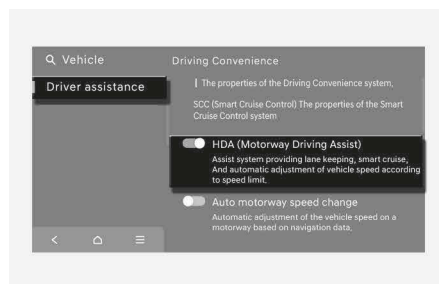 Vehicle
Driver assistance
Driving Convenience
The properties of the Driving Convenience system,
SCC (Smart Cruise Control) The properties of the Smart
Cruise Control system
HDA (Motorway Driving Assist)
Assist system providing lane keeping, smart cruise,
And automatic adjustment of vehicle speed according
to speed limit.
Auto motorway speed change
Automatic adjustment of the vehicle speed on a
motorway based on navigation data.